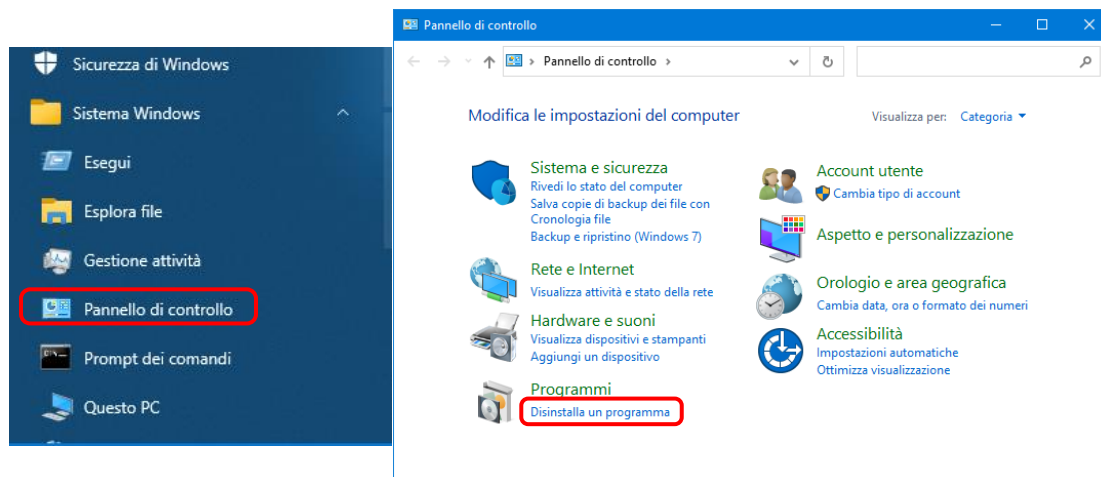 Sicurezza di Windows
Sistema Windows
Esegui
Esplora file
Gestione attività
Pannello di controllo
Prompt dei comandi
Questo PC
Pannello di controllo
Pannello di controllo
Modifica le impostazioni del computer
Visualizza per: Categoria
Sistema e sicurezza
Rivedi lo stato del computer
Salva copie di backup dei file con
Cronologia file
Backup e ripristino (Windows 7)
Rete e Internet
Visualizza attività e stato della rete
Hardware e suoni
Visualizza dispositivi e stampanti
Aggiungi un dispositivo
Programmi
Disinstalla un programma
Account utente
Cambia tipo di account
Aspetto e personalizzazione
Orologio e area geografica
Cambia data, ora o formato dei numeri
Accessibilità
Impostazioni automatiche
Ottimizza visualizzazione